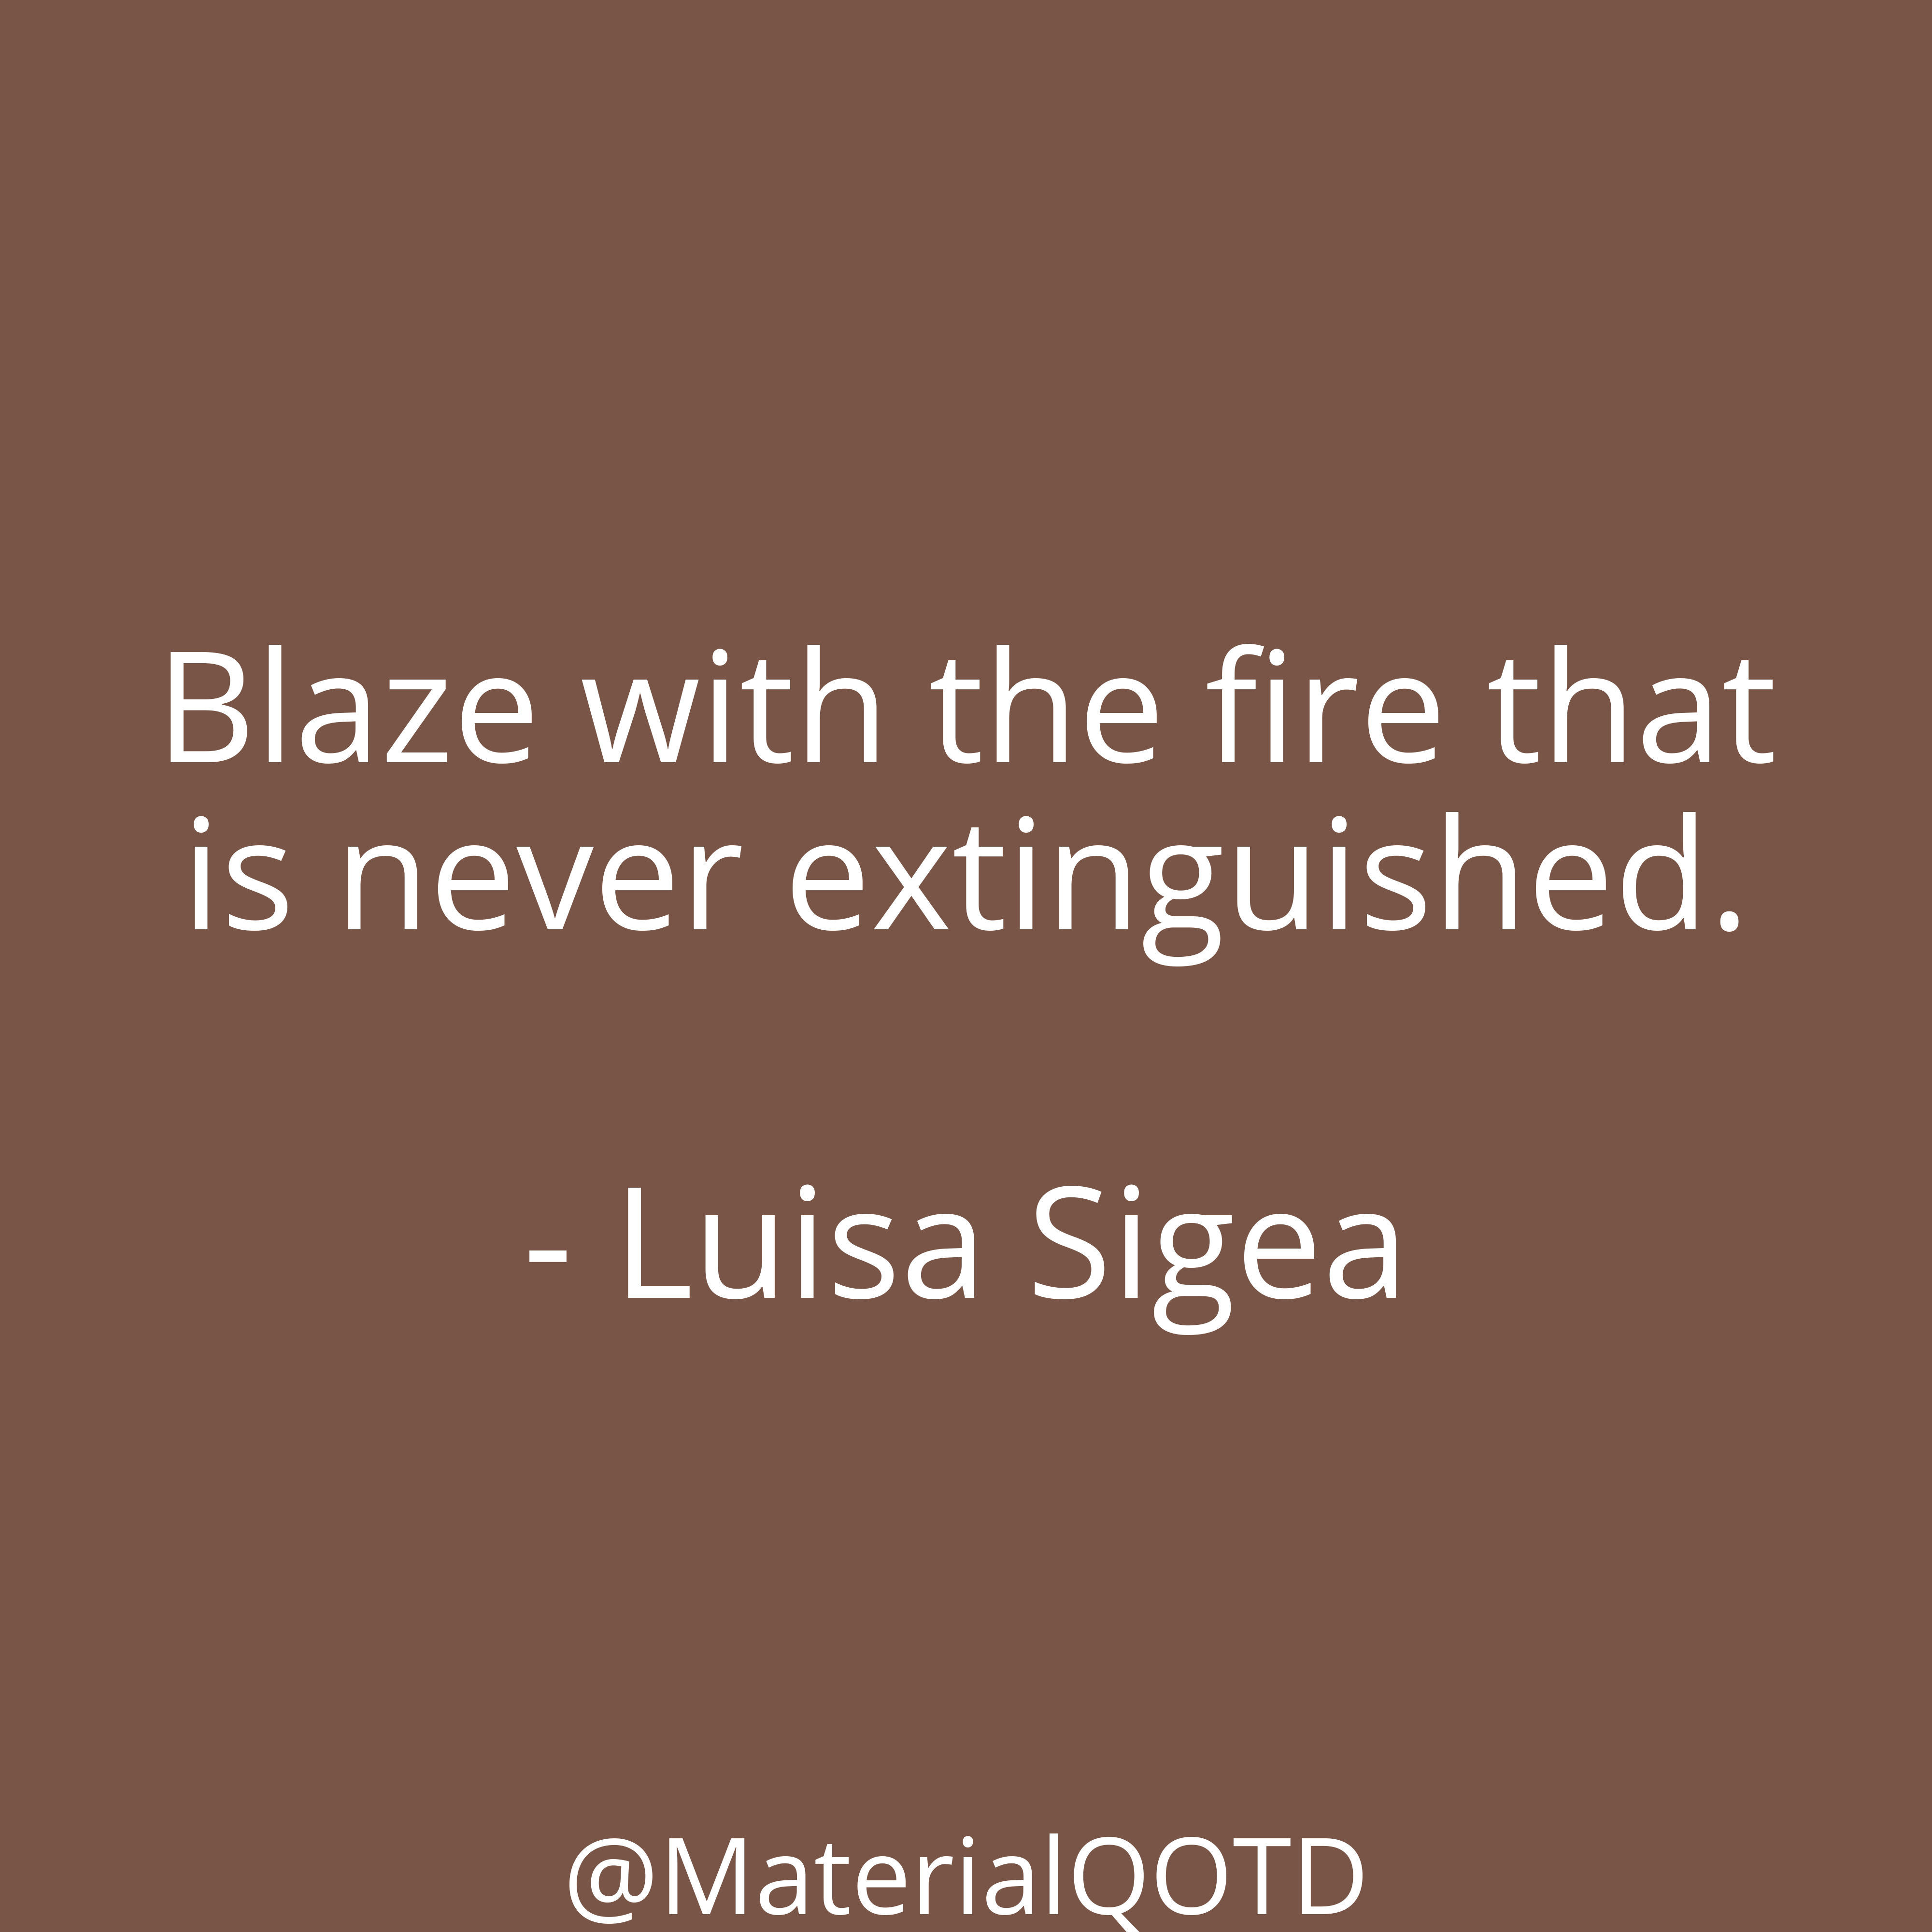 Blaze with the fire that
is never extinguished.
- Luisa Sigea
@MaterialQOTD